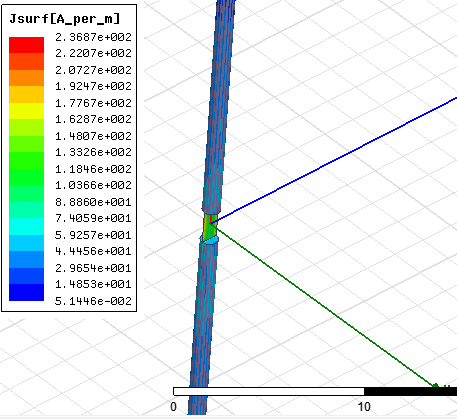 Jsurf[A_per_m]
2.3687e+002
2.2207e+002
2.0727e+002
1.9247e+002
1.7767e+002
1.6287e+002
1.4807e+002
1.3326e+002
1.1846e+002
1.0366e+002
8.8860e+001
7.4059e+001
5.9257e+001
4.4456e+001
2.9654e+001
1.4853e+001
5.1446e-002
0 10